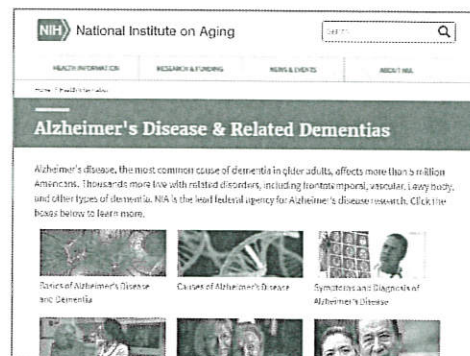 NIH National Institute on Aging
Search
HEALTH INFORMATION RESEARCH & FUNDING NEWS & EVENTS ABOUT NIA
Home / Health Information
Alzheimer's Disease & Related Dementias
Alzheimer's disease, the most common cause of dementia in older adults, affects more than 5 million
Americans. Thousands more live with related disorders, including frontotemporal, vascular, Lewy body,
and other types of dementia. NIA is the lead federal agency for Alzheimer's disease research. Click the
boxes below to learn more.
Basics of Alzheimer's Disease
and Dementia
Causes of Alzheimer's Disease
Symptoms and Diagnosis of
Alzheimer's Disease